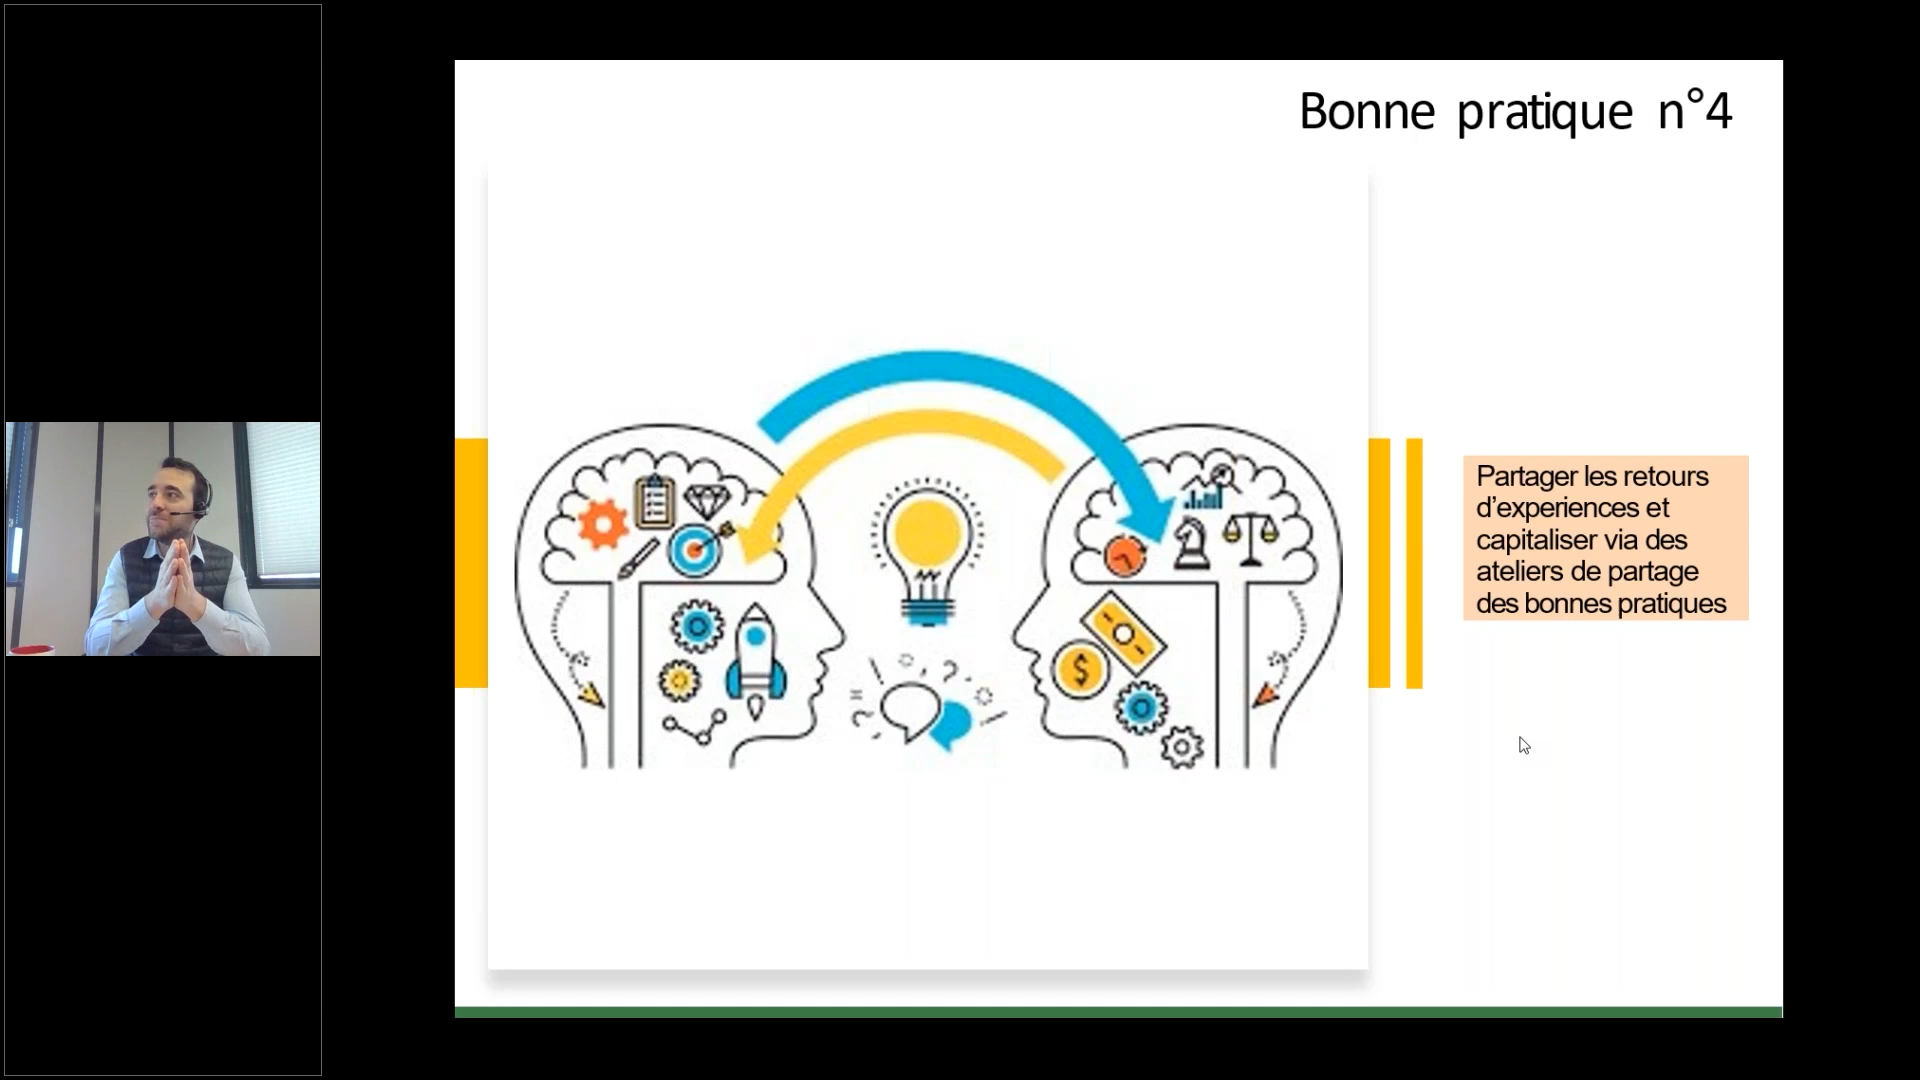 Bonne pratique n°4
Partager les retours
d’experiences et
capitaliser via des
ateliers de partage
des bonnes pratiques
$